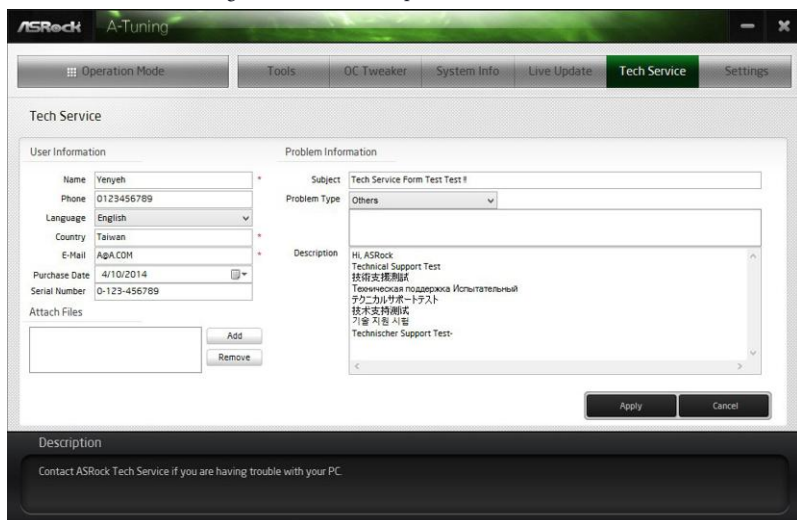 ASRock A-Tuning
Operation Mode Tools OC Tweaker System Info Live Update Tech Service Settings
Tech Service
User Information
Name Yenyeh *
Phone 0123456789
Language English
Country Taiwan *
E-Mail A@A.COM *
Purchase Date 4/10/2014
Serial Number 0-123-456789
Attach Files
Add
Remove
Problem Information
Subject Tech Service Form Test Test !!
Problem Type Others
Description
Hi, ASRock
Technical Support Test
技術支援測試
Техническая поддержка Испытательный
テクニカルサポートテスト
技术支持测试
기술 지원 시험
Technischer Support Test-
Apply Cancel
Description
Contact ASRock Tech Service if you are having trouble with your PC.